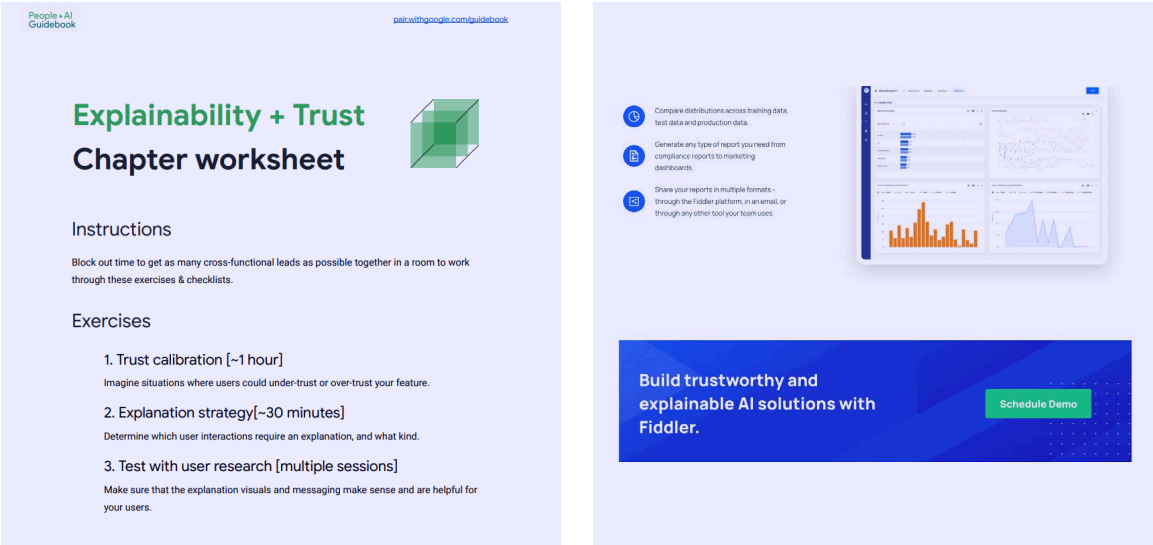 People + AI
Guidebook
pair.withgoogle.com/guidebook
Explainability + Trust
Chapter worksheet
Instructions
Block out time to get as many cross-functional leads as possible together in a room to work
through these exercises & checklists.
Exercises
1. Trust calibration [~1 hour]
Imagine situations where users could under-trust or over-trust your feature.
2. Explanation strategy[~30 minutes]
Determine which user interactions require an explanation, and what kind.
3. Test with user research [multiple sessions]
Make sure that the explanation visuals and messaging make sense and are helpful for
your users.
Compare distributions across training data,
test data and production data.
Generate any type of report you need from
compliance reports to marketing
dashboards.
Share your reports in multiple formats -
through the Fiddler platform, in an email, or
through any other tool your team uses
Build trustworthy and
explainable AI solutions with
Fiddler.
Schedule Demo